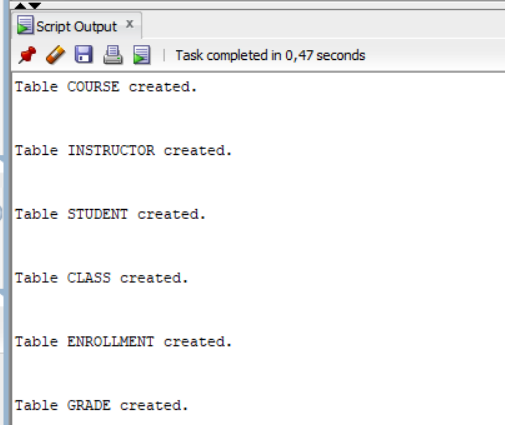 Script Output x
Task completed in 0,47 seconds
Table COURSE created.
Table INSTRUCTOR created.
Table STUDENT created.
Table CLASS created.
Table ENROLLMENT created.
Table GRADE created.